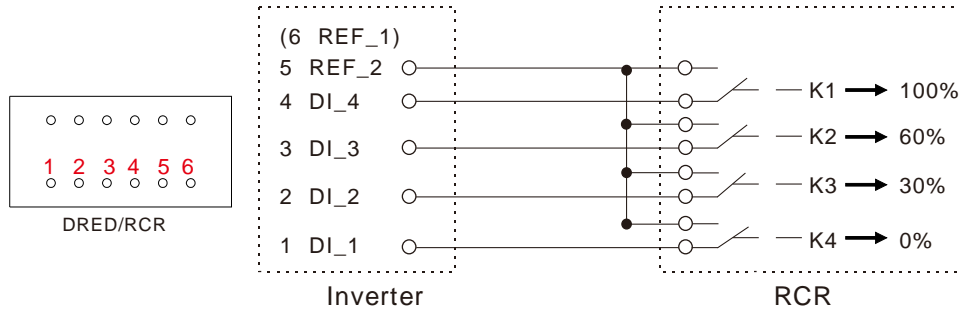 (6 REF_1)
5 REF_2
4 DI_4
K1 100%
3 DI_3
K2 60%
1 2 3 4 5 6
2 DI_2
K3 30%
DRED/RCR
1 DI_1
K4 0%
Inverter
RCR